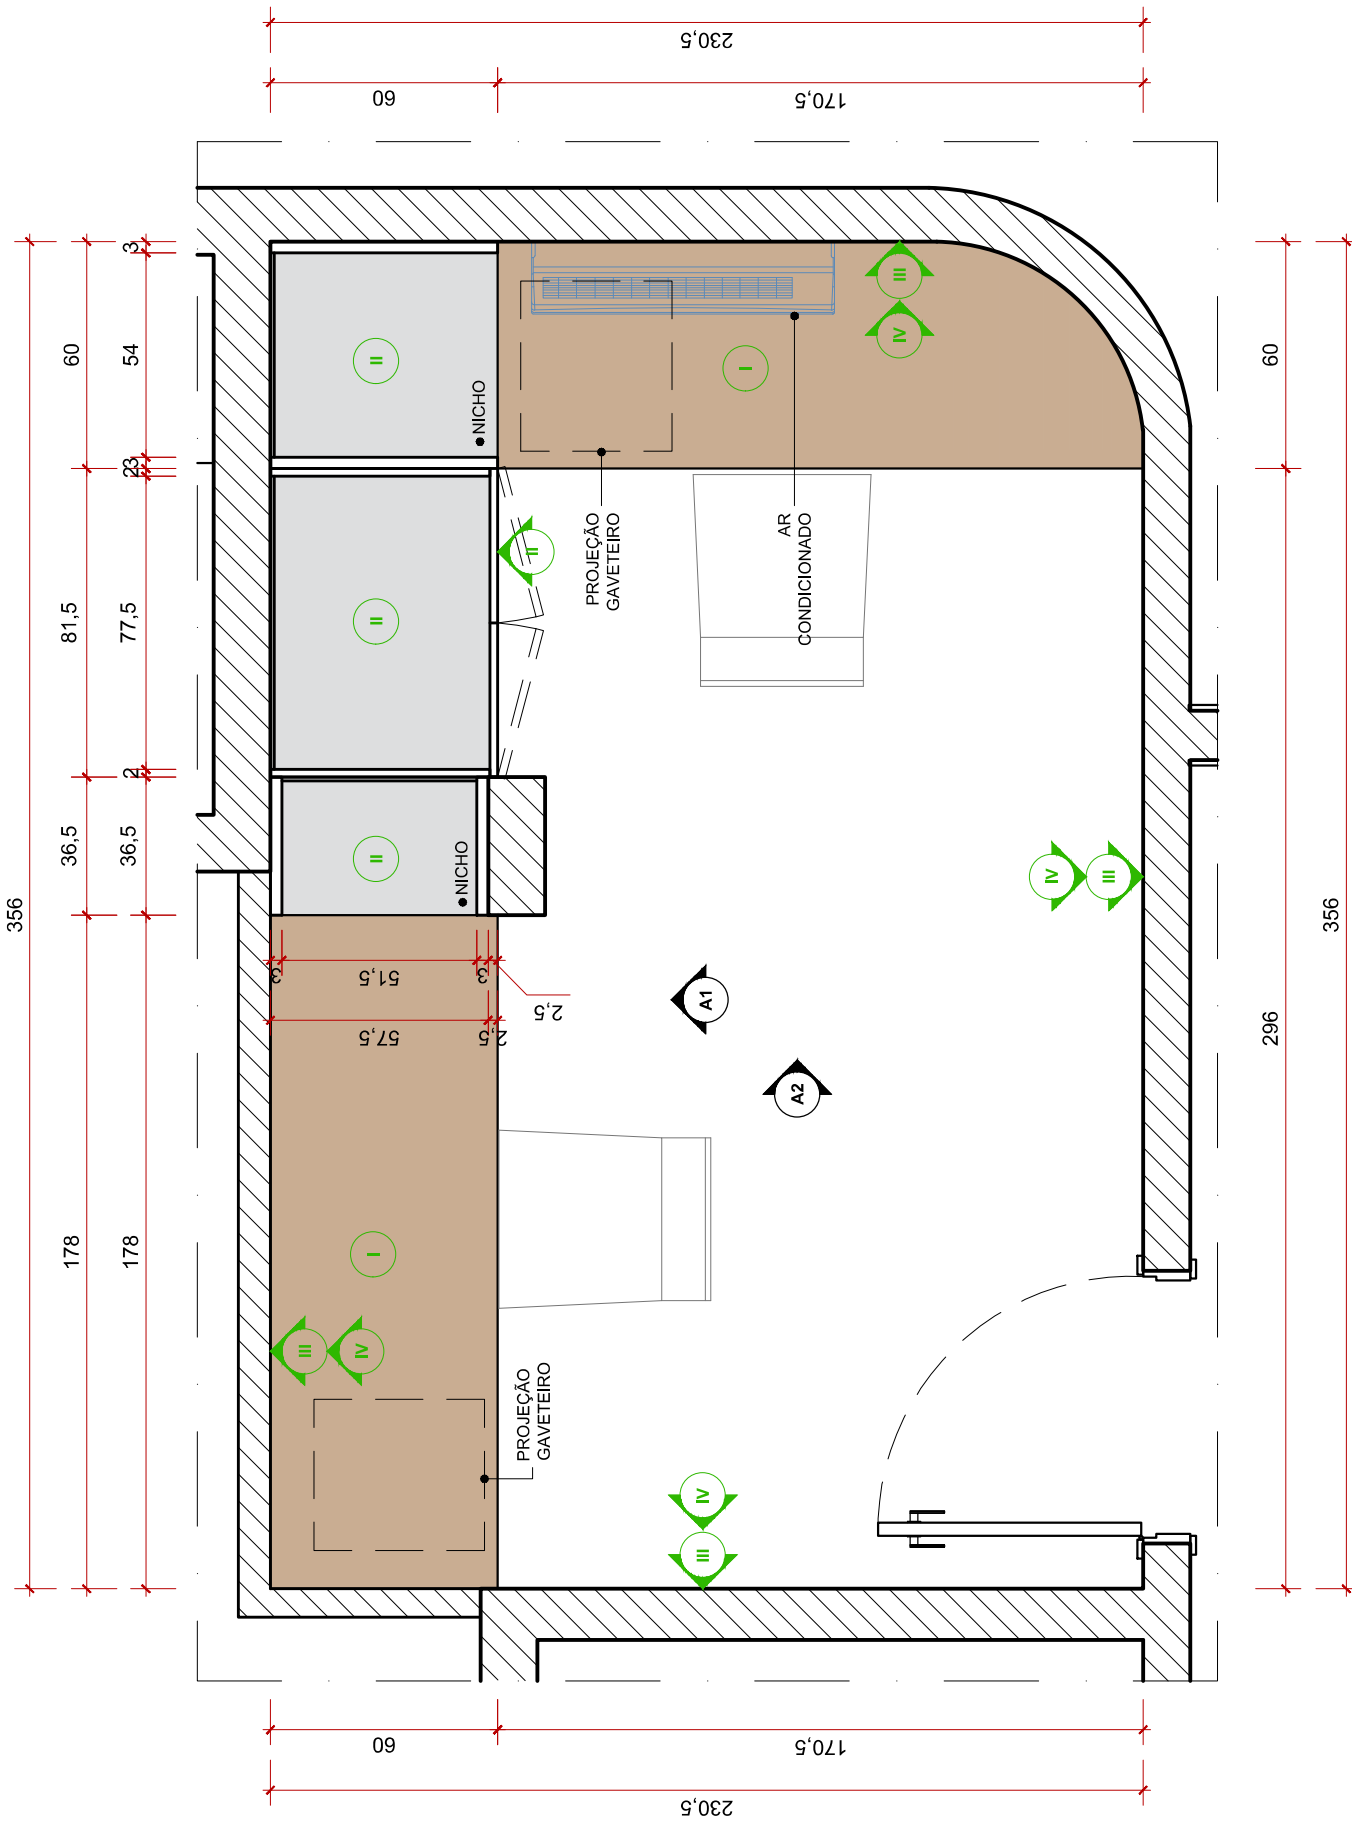 230,5
60
170,5
3
60
54
23
81,5
77,5
2
36,5
36,5
356
178
178
60
296
356
II
NICHO
I
III
IV
II
II
PROJEÇÃO
GAVETEIRO
AR
CONDICIONADO
II
NICHO
IV
III
3
51,5
3
2,5
57,5
2,5
A1
A2
I
III
IV
PROJEÇÃO
GAVETEIRO
IV
III
60
170,5
230,5